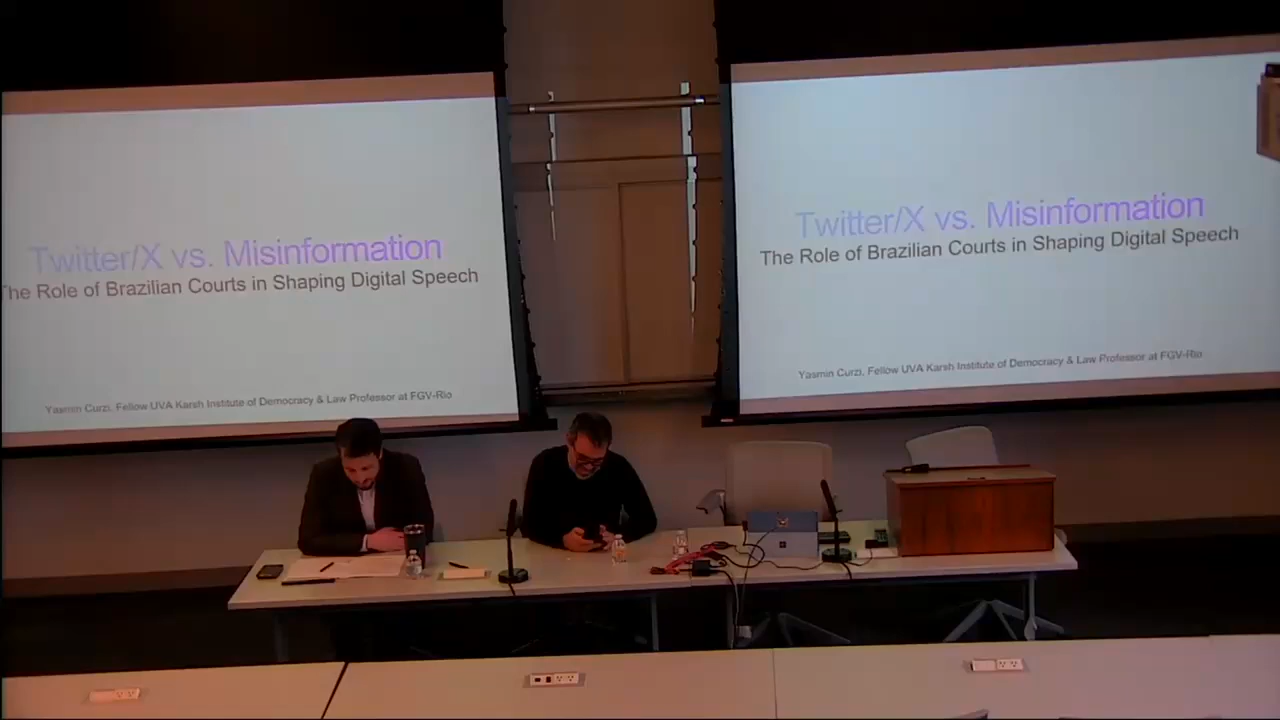 Twitter/X vs. Misinformation
The Role of Brazilian Courts in Shaping Digital Speech
Yasmin Curzi, Fellow UVA Karsh Institute of Democracy & Law Professor at FGV-Rio
Twitter/X vs. Misinformation
The Role of Brazilian Courts in Shaping Digital Speech
Yasmin Curzi, Fellow UVA Karsh Institute of Democracy & Law Professor at FGV-Rio